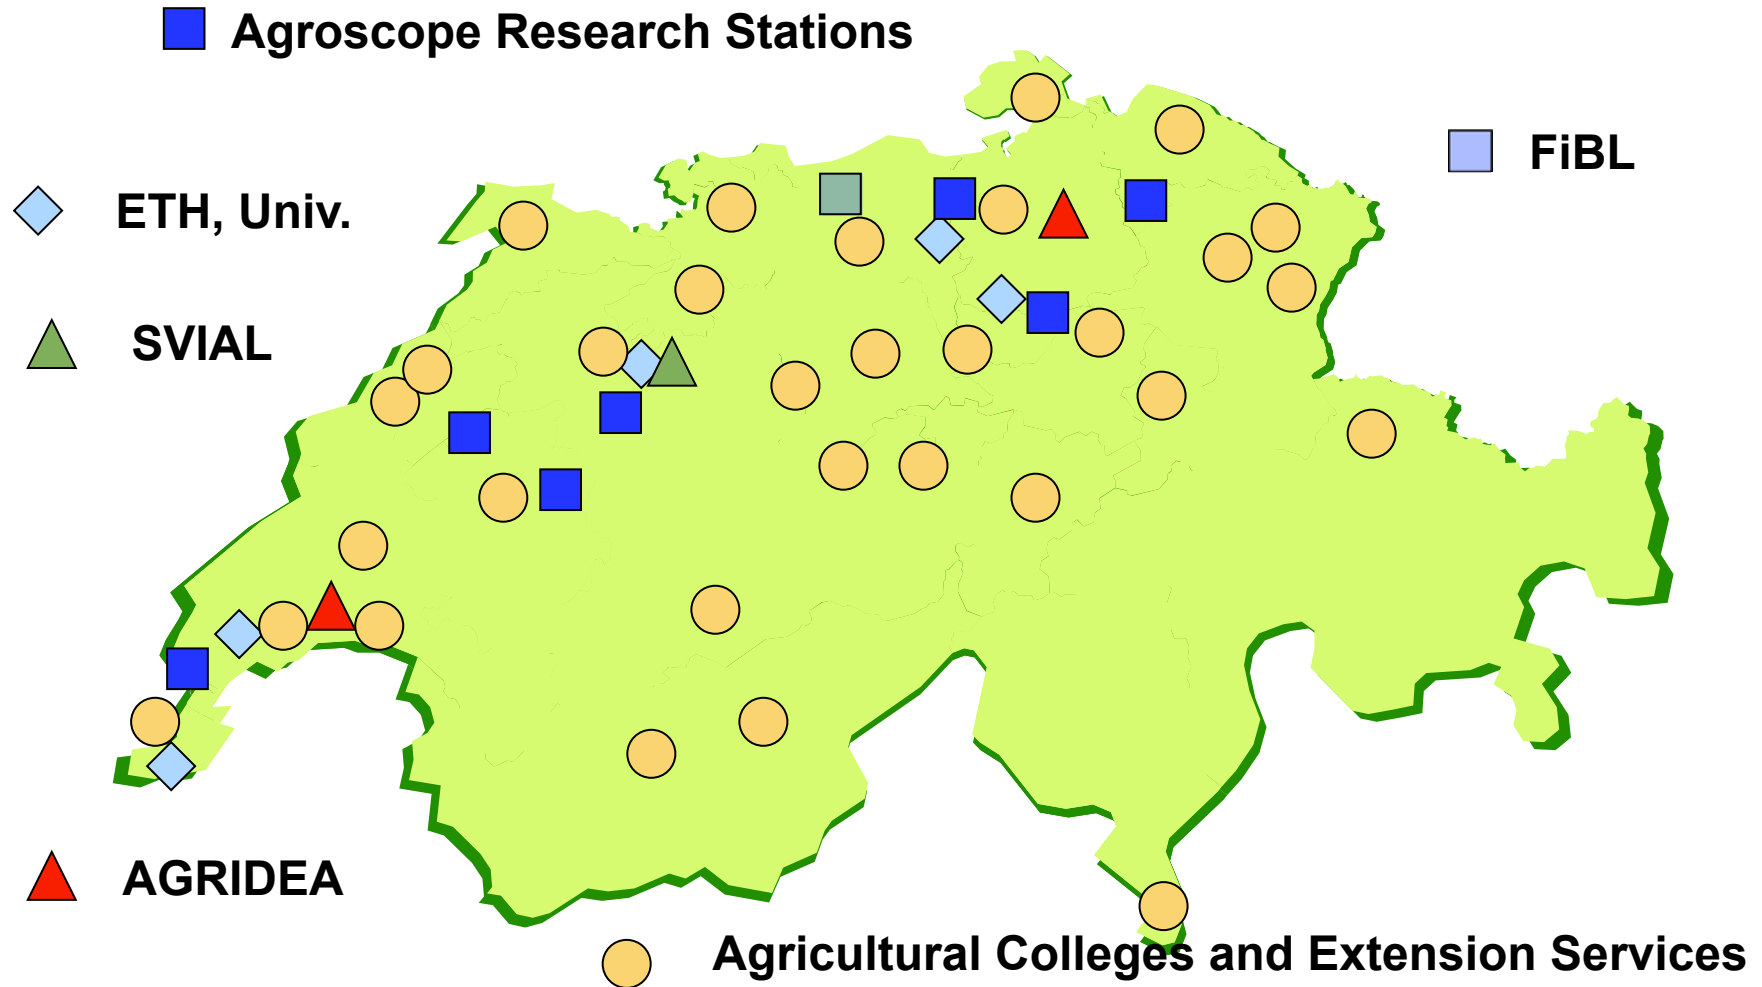 Agroscope Research Stations
FiBL
ETH, Univ.
SVIAL
AGRIDEA
Agricultural Colleges and Extension Services